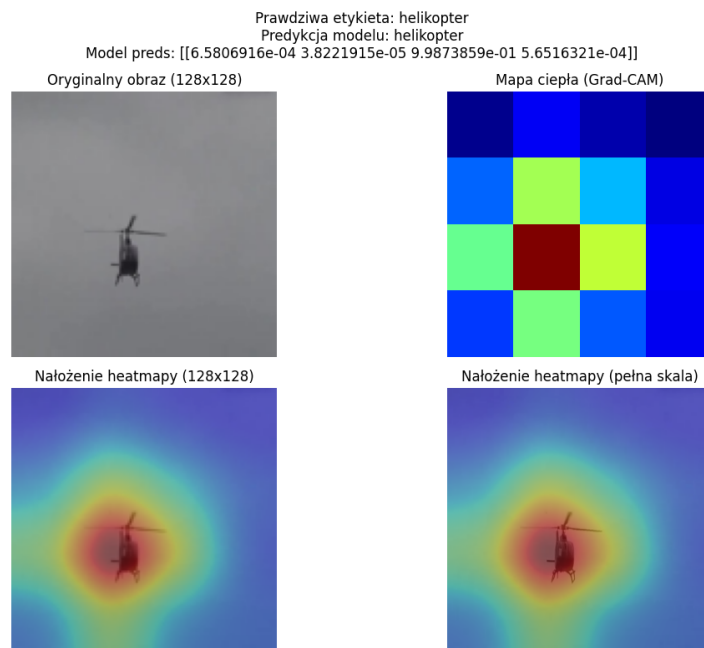 Prawdziwa etykieta: helikopter
Predykcja modelu: helikopter
Model preds: [[6.5806916e-04 3.8221915e-05 9.9873859e-01 5.6516321e-04]]
Oryginalny obraz (128x128)
Mapa ciepła (Grad-CAM)
Nałożenie heatmapy (128x128)
Nałożenie heatmapy (pełna skala)